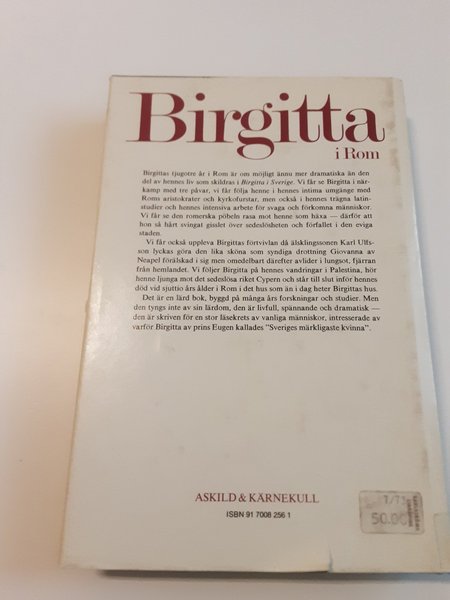 Birgitta
i Rom
Birgittas tjugotre år i Rom är om möjligt ännu mer dramatiska än den
del av hennes liv som skildras i Birgitta i Sverige. Vi får se Birgitta i när-
kamp med tre påvar, vi får följa henne i hennes intima umgänge med
Roms aristokrater och kyrkofurstar, men också i hennes trägna latin-
studier och hennes intensiva arbete för svaga och förkomna människor.
Vi får se den romerska pöbeln rasa mot henne som häxa — därför att
hon så hårt svingat gisslet över sedeslösheten och förfallet i den eviga
staden.
Vi får också uppleva Birgittas förtvivlan då älsklingssonen Karl Ulfs-
son lyckas göra den lika sköna som syndiga drottning Giovanna av
Neapel förälskad i sig men omedelbart därefter avlider i lungsot, fjärran
från hemlandet. Vi följer Birgitta på hennes vandringar i Palestina, hör
henne ljunga mot det sedeslösa riket Cypern och står till slut inför hennes
död vid sjuttio års ålder i Rom i det hus som än i dag heter Birgittas hus.
Det är en lärd bok, byggd på många års forskningar och studier. Men
den tyngs inte av sin lärdom, den är livfull, spännande och dramatisk —
den är skriven för en stor läsekrets av vanliga människor, intresserade av
varför Birgitta av prins Eugen kallades "Sveriges märkligaste kvinna".
ASKILD & KÄRNEKULL
ISBN 91 7008 256 1
50.00